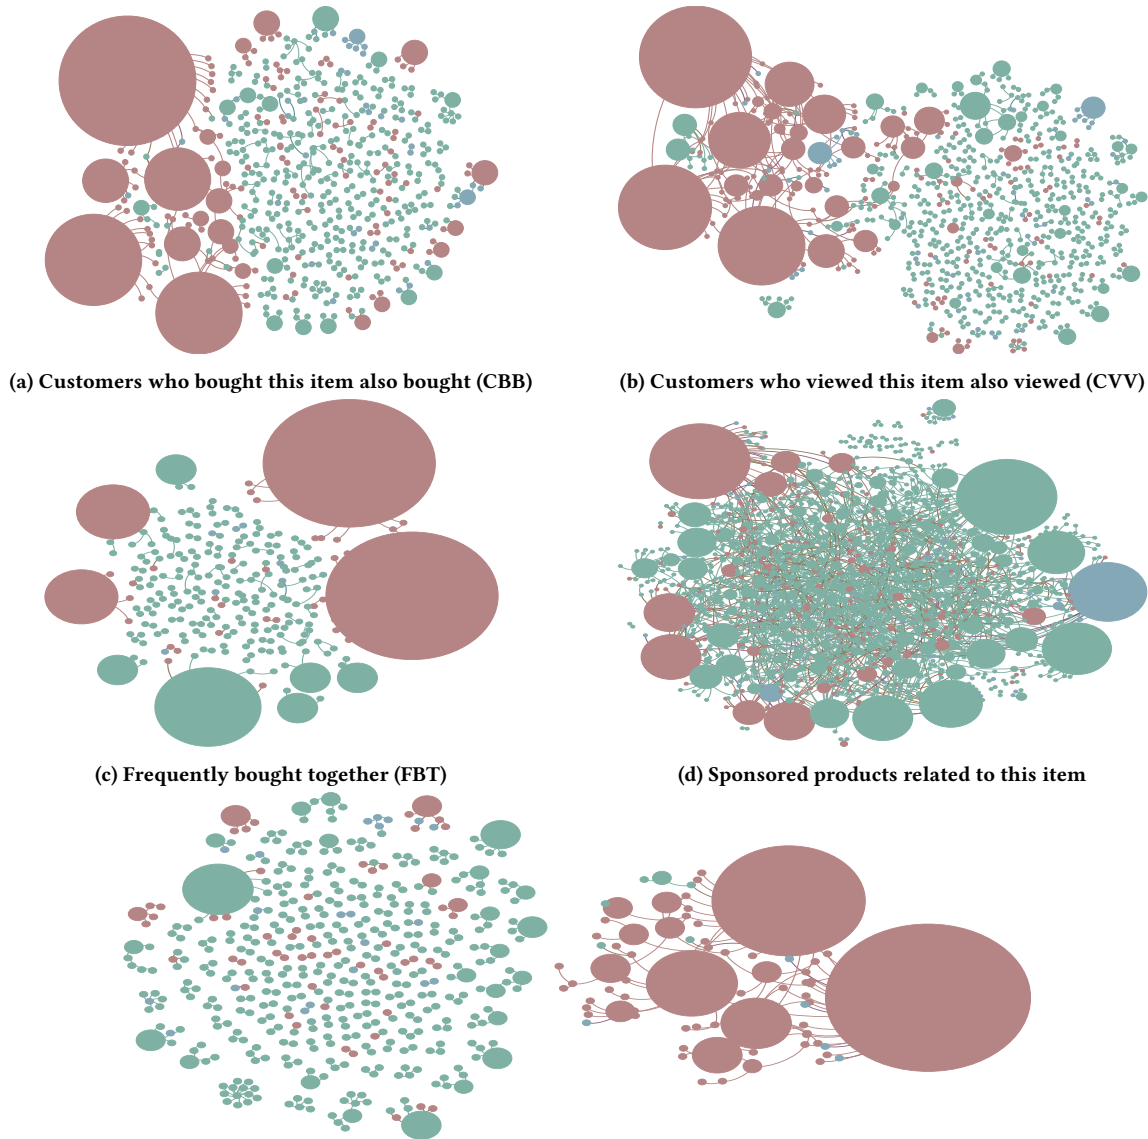 (a) Customers who bought this item also bought (CBB)
(b) Customers who viewed this item also viewed (CVV)
(c) Frequently bought together (FBT)
(d) Sponsored products related to this item